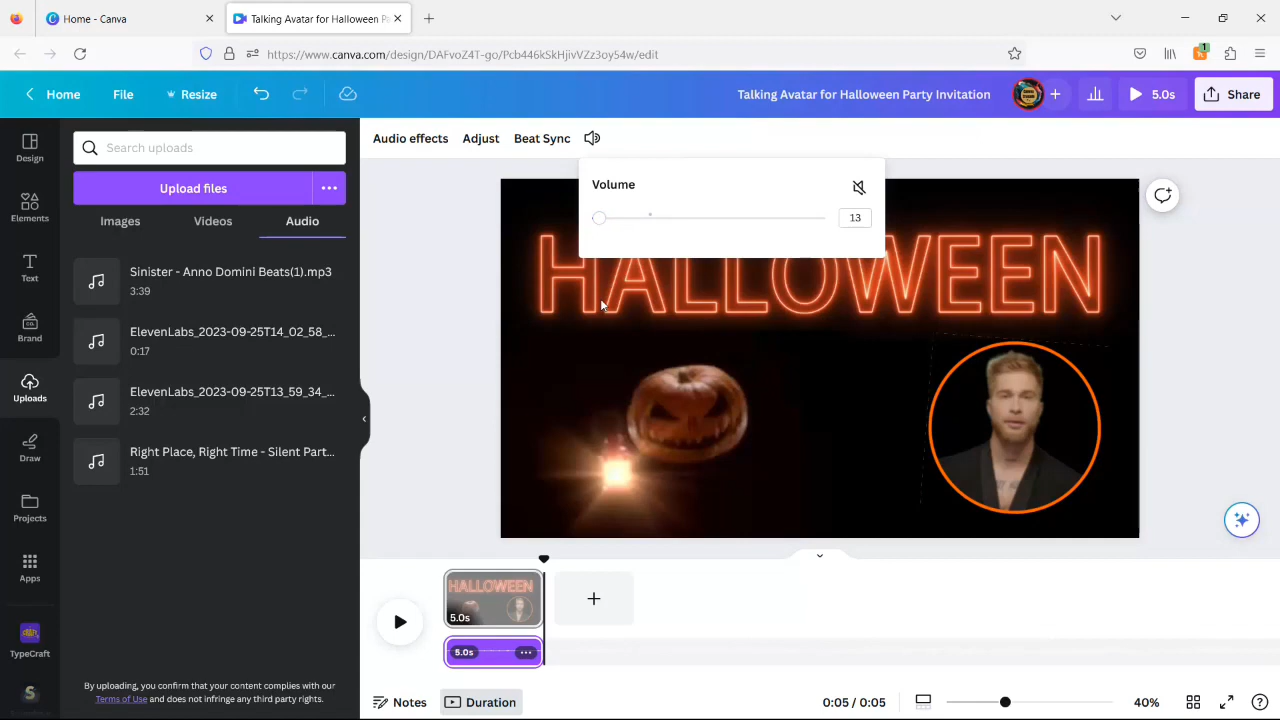 Home - Canva
Talking Avatar for Halloween Pa
https://www.canva.com/design/DAFvoZ4T-go/Pcb446kSkHjivVZz3oy54w/edit
1
Home
File
Resize
Talking Avatar for Halloween Party Invitation
5.0s
Share
Design
Elements
Text
Brand
CO.
Uploads
Draw
Projects
Apps
TypeCraft
Search uploads
Upload files
Images
Videos
Audio
Sinister - Anno Domini Beats(1).mp3
3:39
ElevenLabs_2023-09-25T14_02_58_...
0:17
ElevenLabs_2023-09-25T13_59_34_...
2:32
Right Place, Right Time - Silent Part...
1:51
By uploading, you confirm that your content complies with our
Terms of Use and does not infringe any third party rights.
Audio effects
Adjust
Beat Sync
Volume
13
HALLOWEEN
HALLOWEEN
5.0s
5.0s
Notes
Duration
0:05 / 0:05
40%